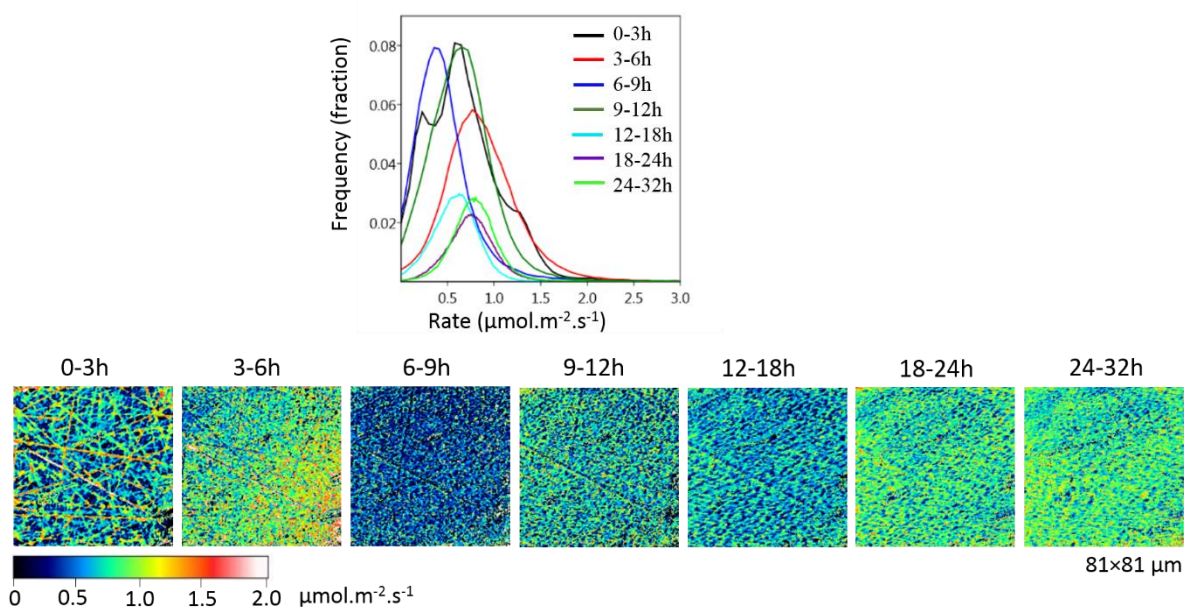 Frequency (fraction)
0.08
0.06
0.04
0.02
0-3h
3-6h
6-9h
9-12h
12-18h
18-24h
24-32h
0.5 1.0 1.5 2.0 2.5 3.0
Rate (µmol.m⁻².s⁻¹)
0-3h 3-6h 6-9h 9-12h 12-18h 18-24h 24-32h
81×81 µm
0 0.5 1.0 1.5 2.0 µmol.m⁻².s⁻¹